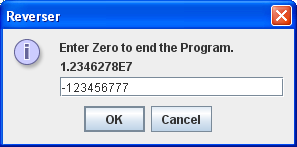 Reverser
Enter Zero to end the Program.
1.2346278E7
-123456777
OK Cancel